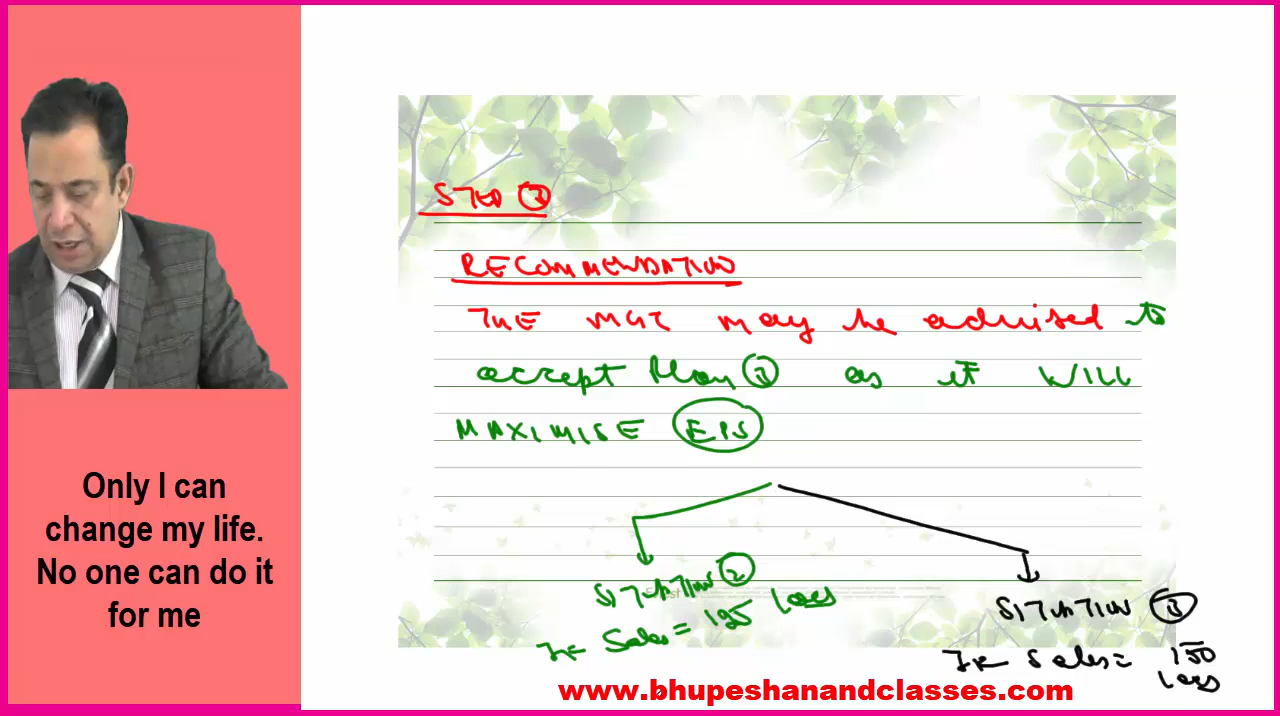 Only I can
change my life.
No one can do it
for me
STEP
RECOMMENDATION
THE MGT may be advised to
accept Plan as it WILL
MAXIMISE EPS
SITUATION 2
If Sales = 125 lacs
SITUATION 3
If Sales = 150
lacs
www.bhupeshanandclasses.com